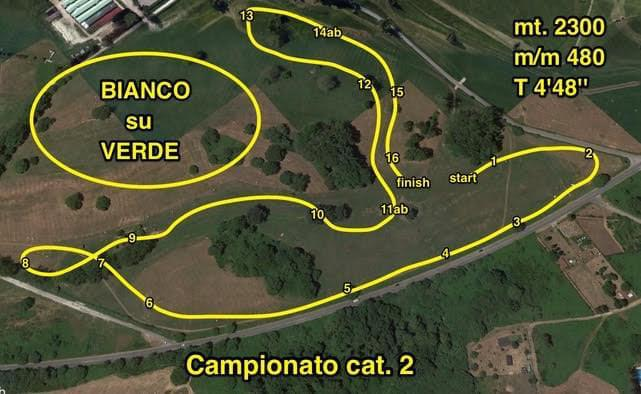 mt. 2300
m/m 480
T 4'48"
BIANCO
su
VERDE
13
14ab
12
15
16
finish
start
1
2
11ab
10
3
9
4
8
7
5
6
Campionato cat. 2